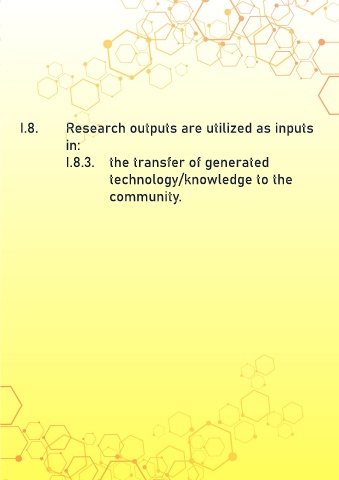 I.8. Research outputs are utilized as inputs
in:
I.8.3. the transfer of generated
technology/knowledge to the
community.